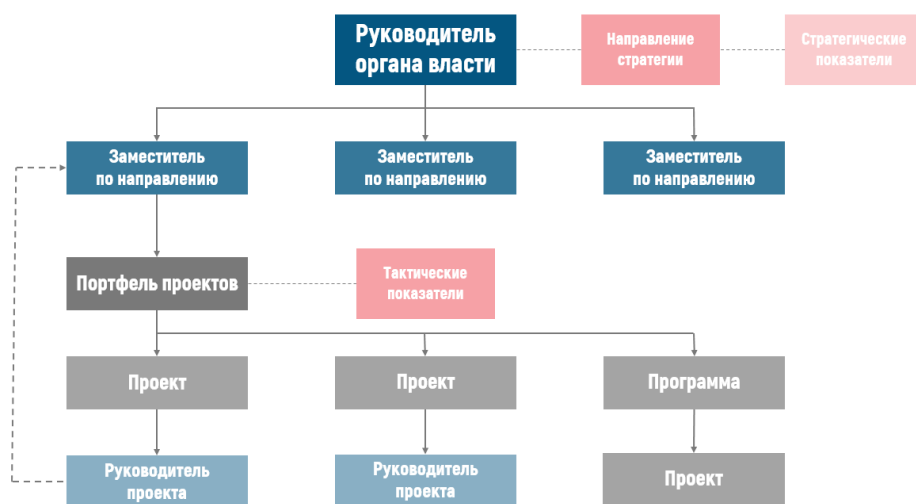 Руководитель
органа власти
Направление
стратегии
Стратегические
показатели
Заместитель
по направлению
Заместитель
по направлению
Заместитель
по направлению
Портфель проектов
Тактические
показатели
Проект
Проект
Программа
Руководитель
проекта
Руководитель
проекта
Проект